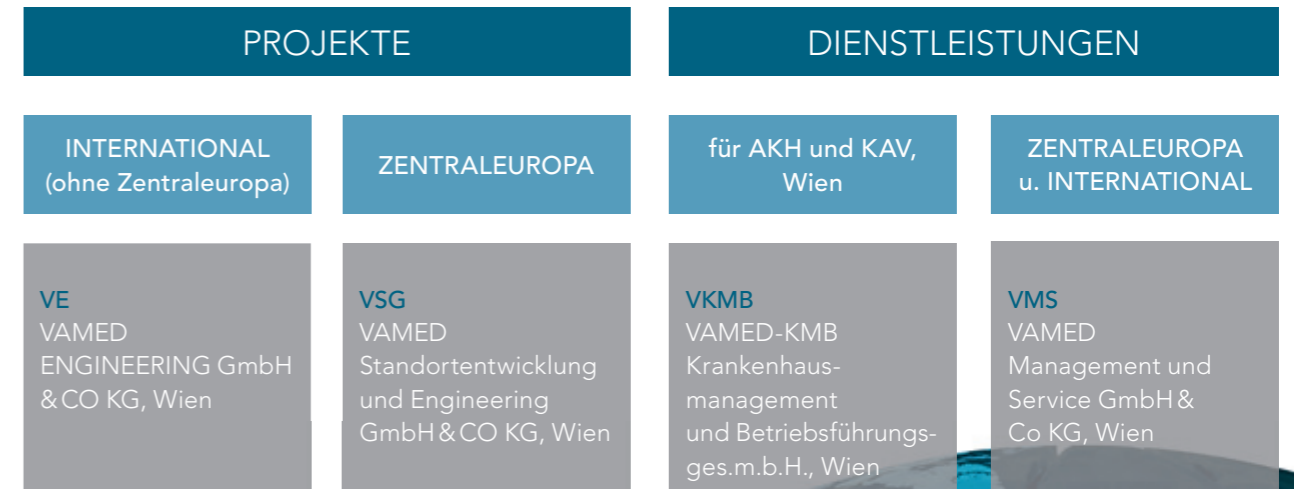 PROJEKTE
DIENSTLEISTUNGEN
INTERNATIONAL
(ohne Zentraleuropa)
ZENTRALEUROPA
für AKH und KAV,
Wien
ZENTRALEUROPA
u. INTERNATIONAL
VE
VAMED
ENGINEERING GmbH
& CO KG, Wien
VSG
VAMED
Standortentwicklung
und Engineering
GmbH & CO KG, Wien
VKMB
VAMED-KMB
Krankenhaus-
management
und Betriebsführungs-
ges.m.b.H., Wien
VMS
VAMED
Management und
Service GmbH &
Co KG, Wien